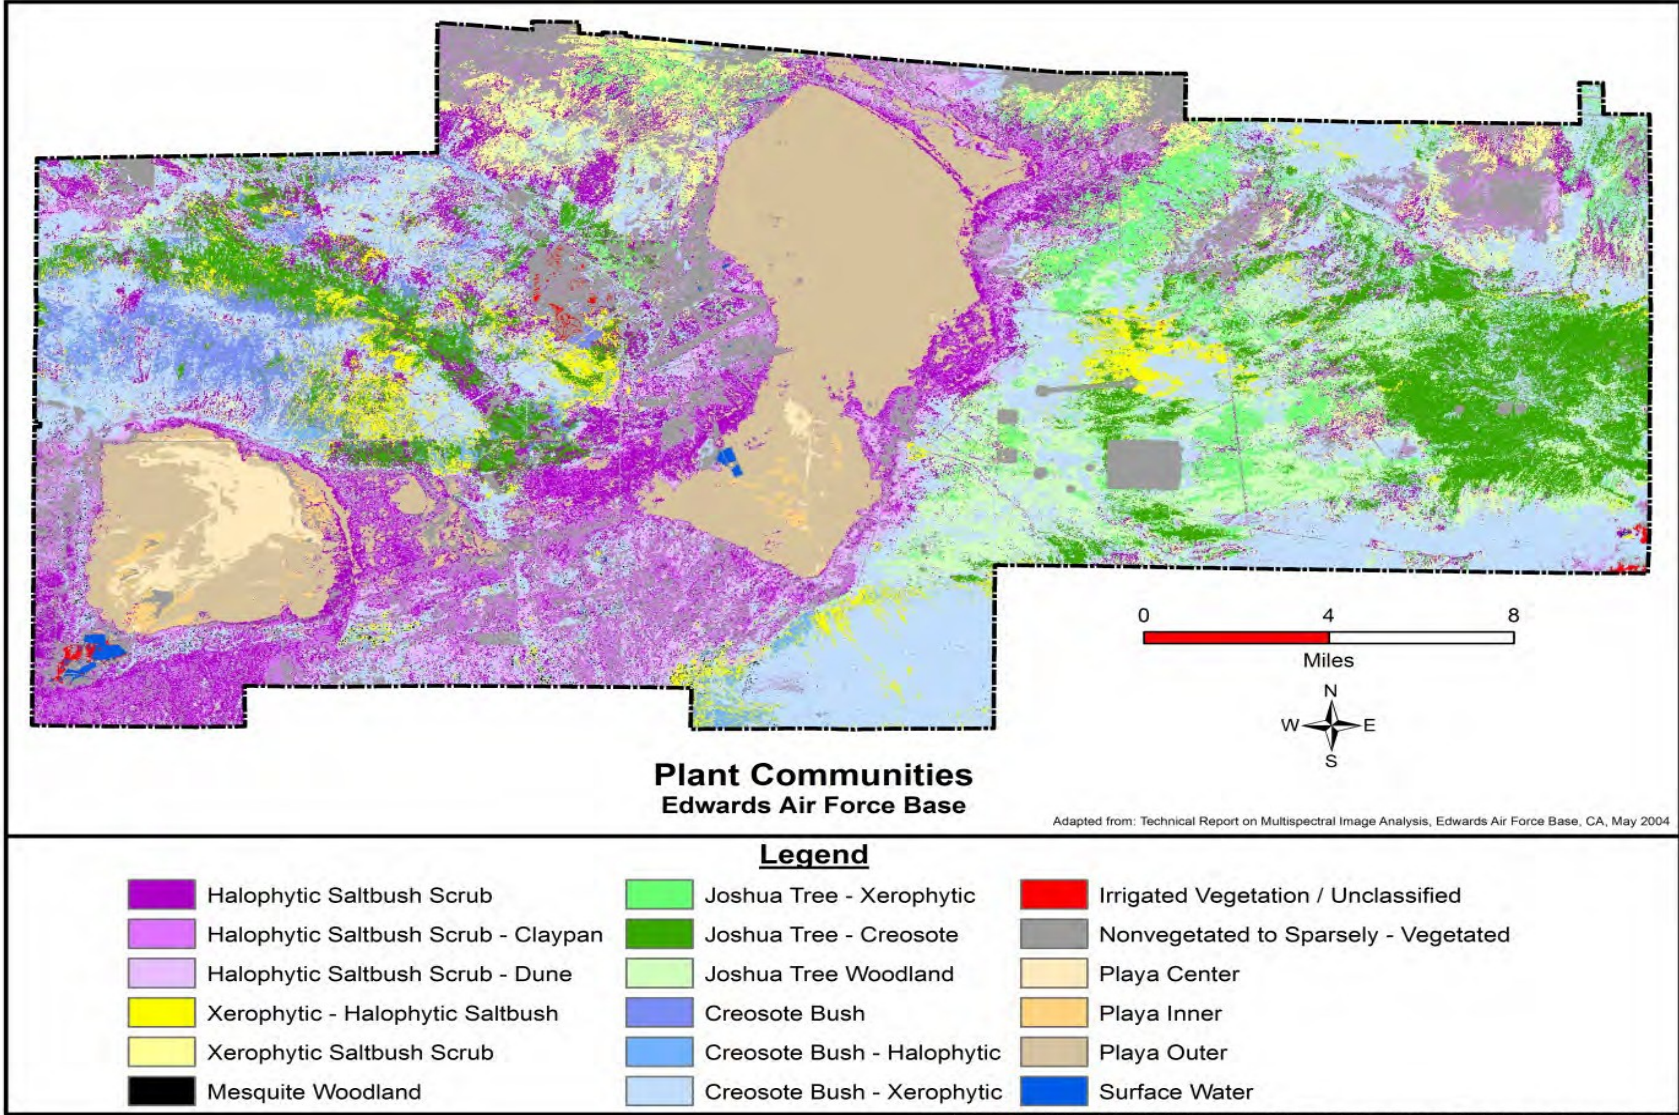 0 4 8
Miles
N
W E
S
Plant Communities
Edwards Air Force Base
Adapted from: Technical Report on Multispectral Image Analysis, Edwards Air Force Base, CA, May 2004
Legend
Halophytic Saltbush Scrub
Halophytic Saltbush Scrub - Claypan
Halophytic Saltbush Scrub - Dune
Xerophytic - Halophytic Saltbush
Xerophytic Saltbush Scrub
Mesquite Woodland
Joshua Tree - Xerophytic
Joshua Tree - Creosote
Joshua Tree Woodland
Creosote Bush
Creosote Bush - Halophytic
Creosote Bush - Xerophytic
Irrigated Vegetation / Unclassified
Nonvegetated to Sparsely - Vegetated
Playa Center
Playa Inner
Playa Outer
Surface Water